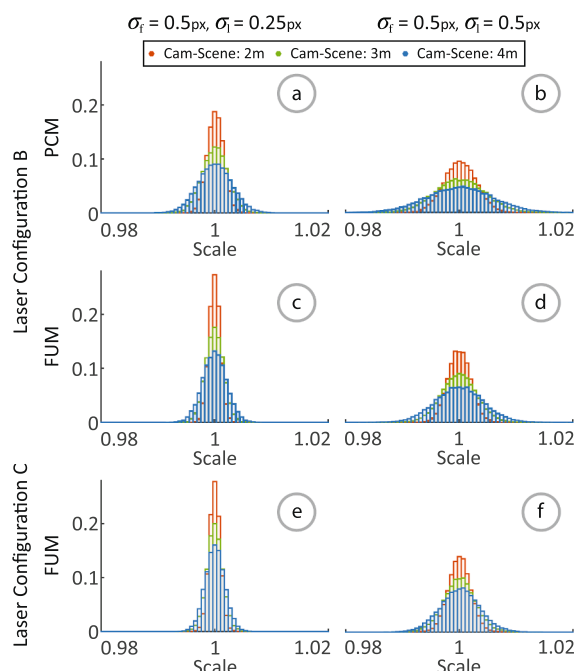 σf = 0.5px, σl = 0.25px
σf = 0.5px, σl = 0.5px
Cam-Scene: 2m Cam-Scene: 3m Cam-Scene: 4m
Laser Configuration B
PCM
0.2
0.1
0
a
0.98 1 1.02
Scale
b
0.98 1 1.02
Scale
FUM
0.2
0.1
0
c
0.98 1 1.02
Scale
d
0.98 1 1.02
Scale
Laser Configuration C
FUM
0.2
0.1
0
e
0.98 1 1.02
Scale
f
0.98 1 1.02
Scale